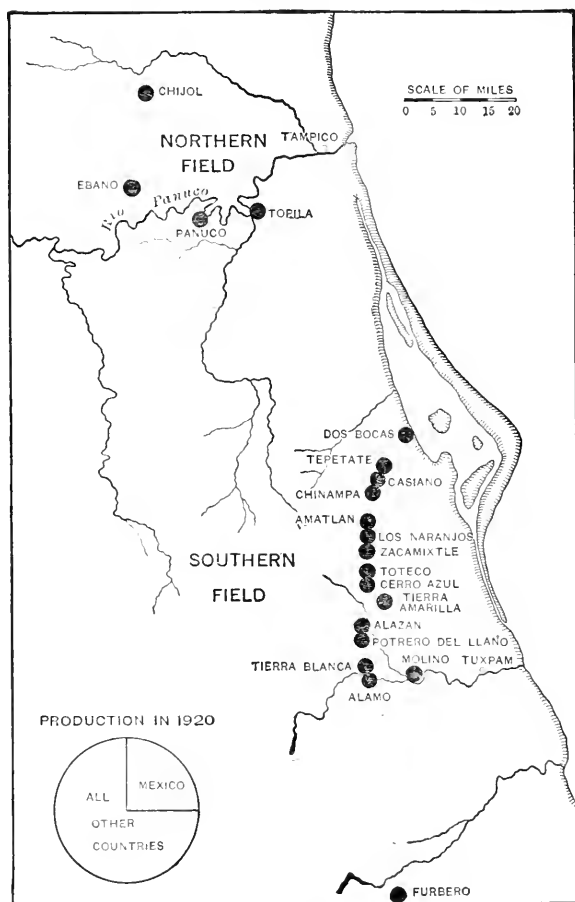 CHIJOL
SCALE OF MILES
0 5 10 15 20
NORTHERN
FIELD
TAMPICO
EBANO
Rio Panuco
PANUCO
TOPILA
DOS BOCAS
TEPETATE
CASIANO
CHINAMPA
AMATLAN
LOS NARANJOS
ZACAMIXTLE
SOUTHERN
FIELD
TOTECO
CERRO AZUL
TIERRA
AMARILLA
ALAZAN
POTRERO DEL LLANO
TIERRA BLANCA
MOLINO
TUXPAM
ALAMO
PRODUCTION IN 1920
MEXICO
ALL
OTHER
COUNTRIES
FURBERO